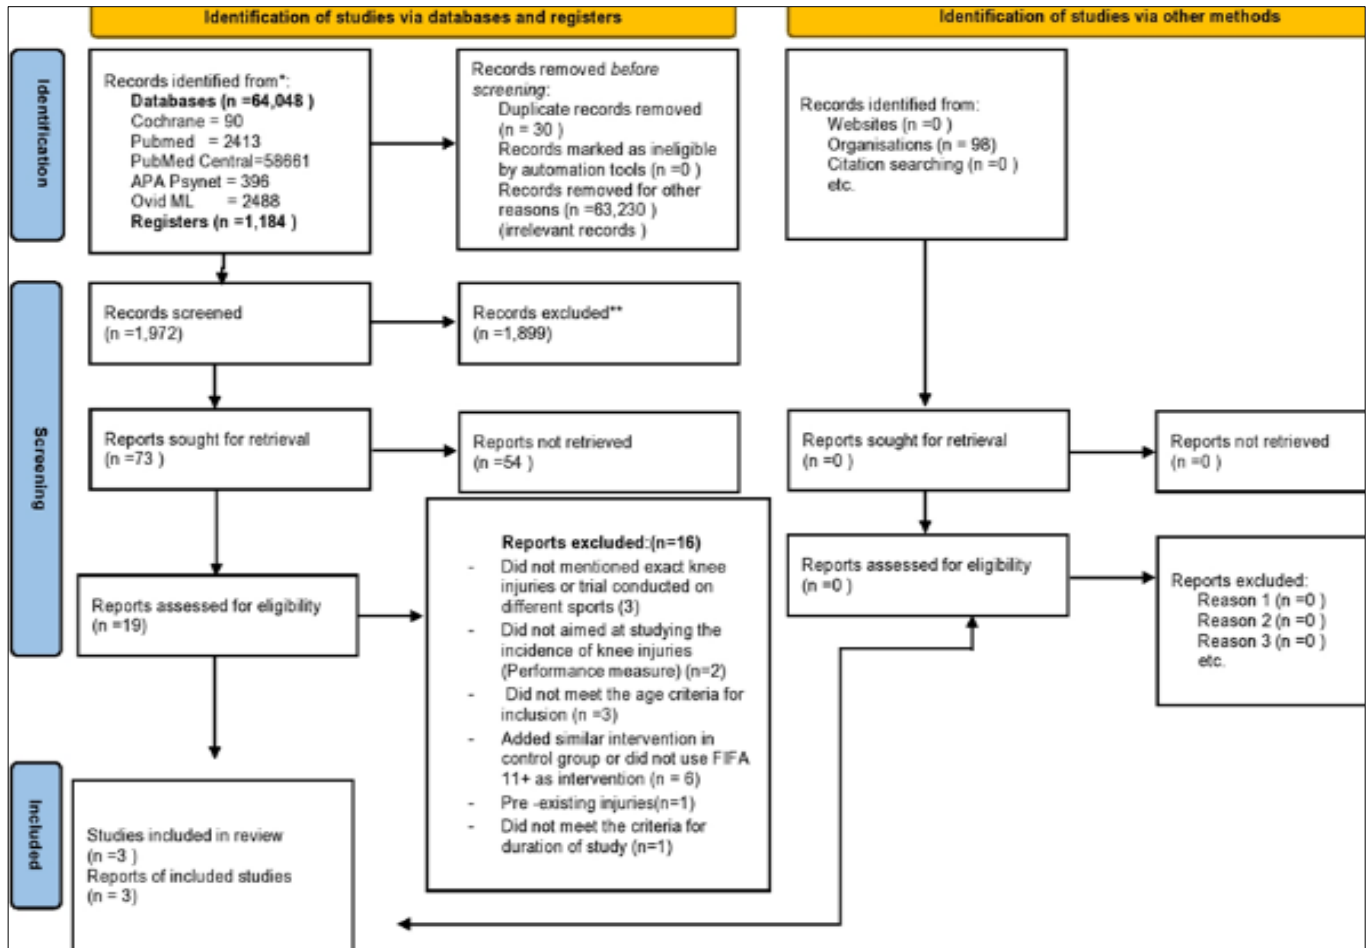 Identification of studies via databases and registers
Identification of studies via other methods
Identification
Records identified from*:
Databases (n =64,048 )
Cochrane = 90
Pubmed = 2413
PubMed Central=58661
APA Psynet = 396
Ovid ML = 2488
Registers (n =1,184 )
Records removed before
screening:
Duplicate records removed
(n = 30 )
Records marked as ineligible
by automation tools (n =0 )
Records removed for other
reasons (n =63,230 )
(irrelevant records )
Records identified from:
Websites (n =0 )
Organisations (n = 98)
Citation searching (n =0 )
etc.
Screening
Records screened
(n =1,972)
Records excluded**
(n =1,899)
Reports sought for retrieval
(n =73 )
Reports not retrieved
(n =54 )
Reports sought for retrieval
(n =0 )
Reports not retrieved
(n =0 )
Reports assessed for eligibility
(n =19)
Reports excluded:(n=16)
- Did not mentioned exact knee
injuries or trial conducted on
different sports (3)
- Did not aimed at studying the
incidence of knee injuries
(Performance measure) (n=2)
- Did not meet the age criteria for
inclusion (n =3)
- Added similar intervention in
control group or did not use FIFA
11+ as intervention (n = 6)
- Pre -existing injuries(n=1)
- Did not meet the criteria for
duration of study (n=1)
Reports assessed for eligibility
(n =0 )
Reports excluded:
Reason 1 (n =0 )
Reason 2 (n =0 )
Reason 3 (n =0 )
etc.
Included
Studies included in review
(n =3 )
Reports of included studies
(n = 3)